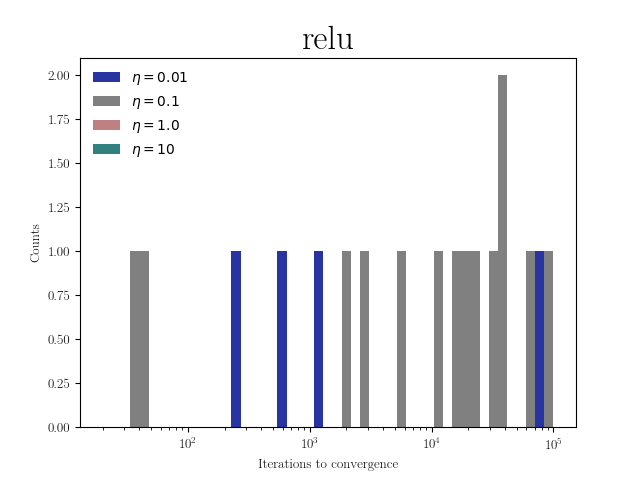 relu
η = 0.01
η = 0.1
η = 1.0
η = 10
2.00
1.75
1.50
1.25
1.00
0.75
0.50
0.25
0.00
Counts
10²
10³
10⁴
10⁵
Iterations to convergence